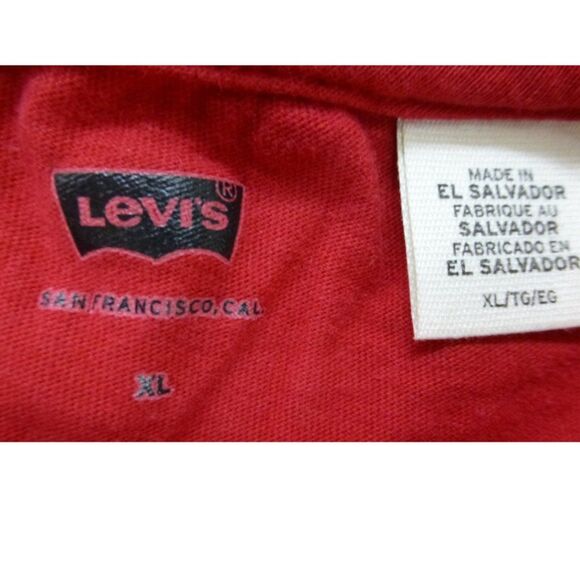 Levi's®
SAN FRANCISCO, CAL
XL
MADE IN
EL SALVADOR
FABRIQUE AU
SALVADOR
FABRICADO EN
EL SALVADOR
XL/TG/EG